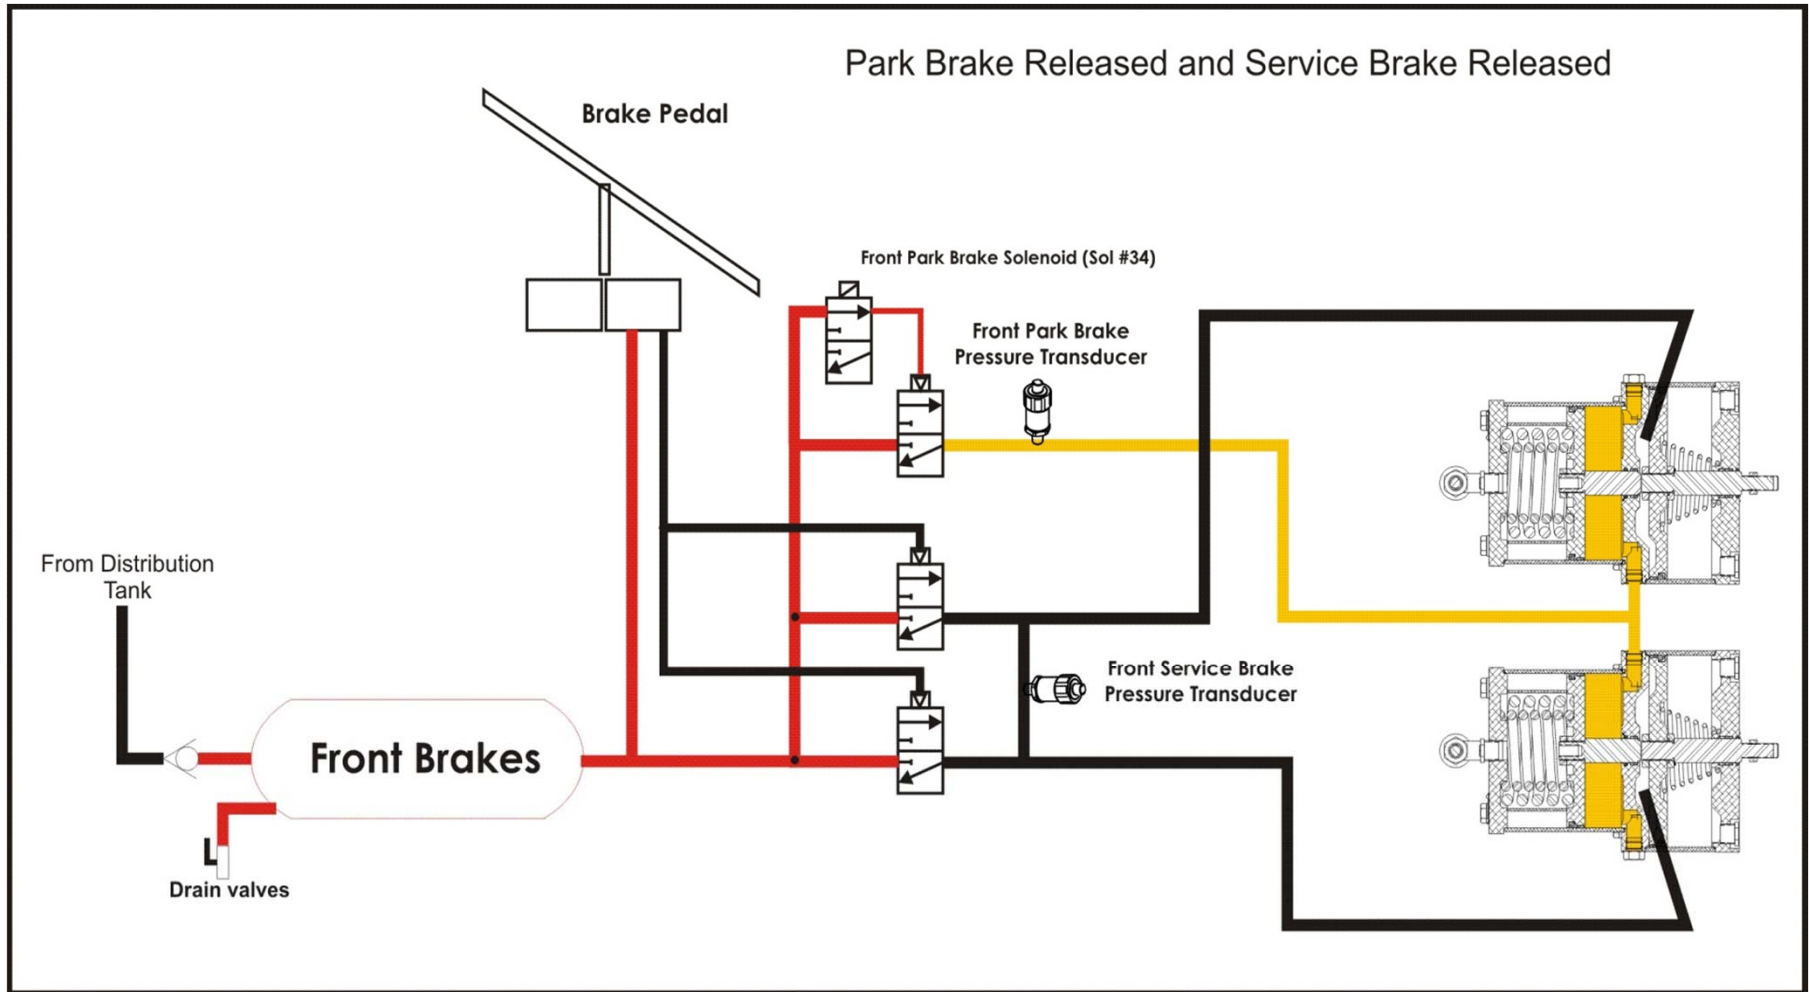 Park Brake Released and Service Brake Released
Brake Pedal
Front Park Brake Solenoid (Sol #34)
Front Park Brake
Pressure Transducer
From Distribution
Tank
Front Service Brake
Pressure Transducer
Front Brakes
Drain valves